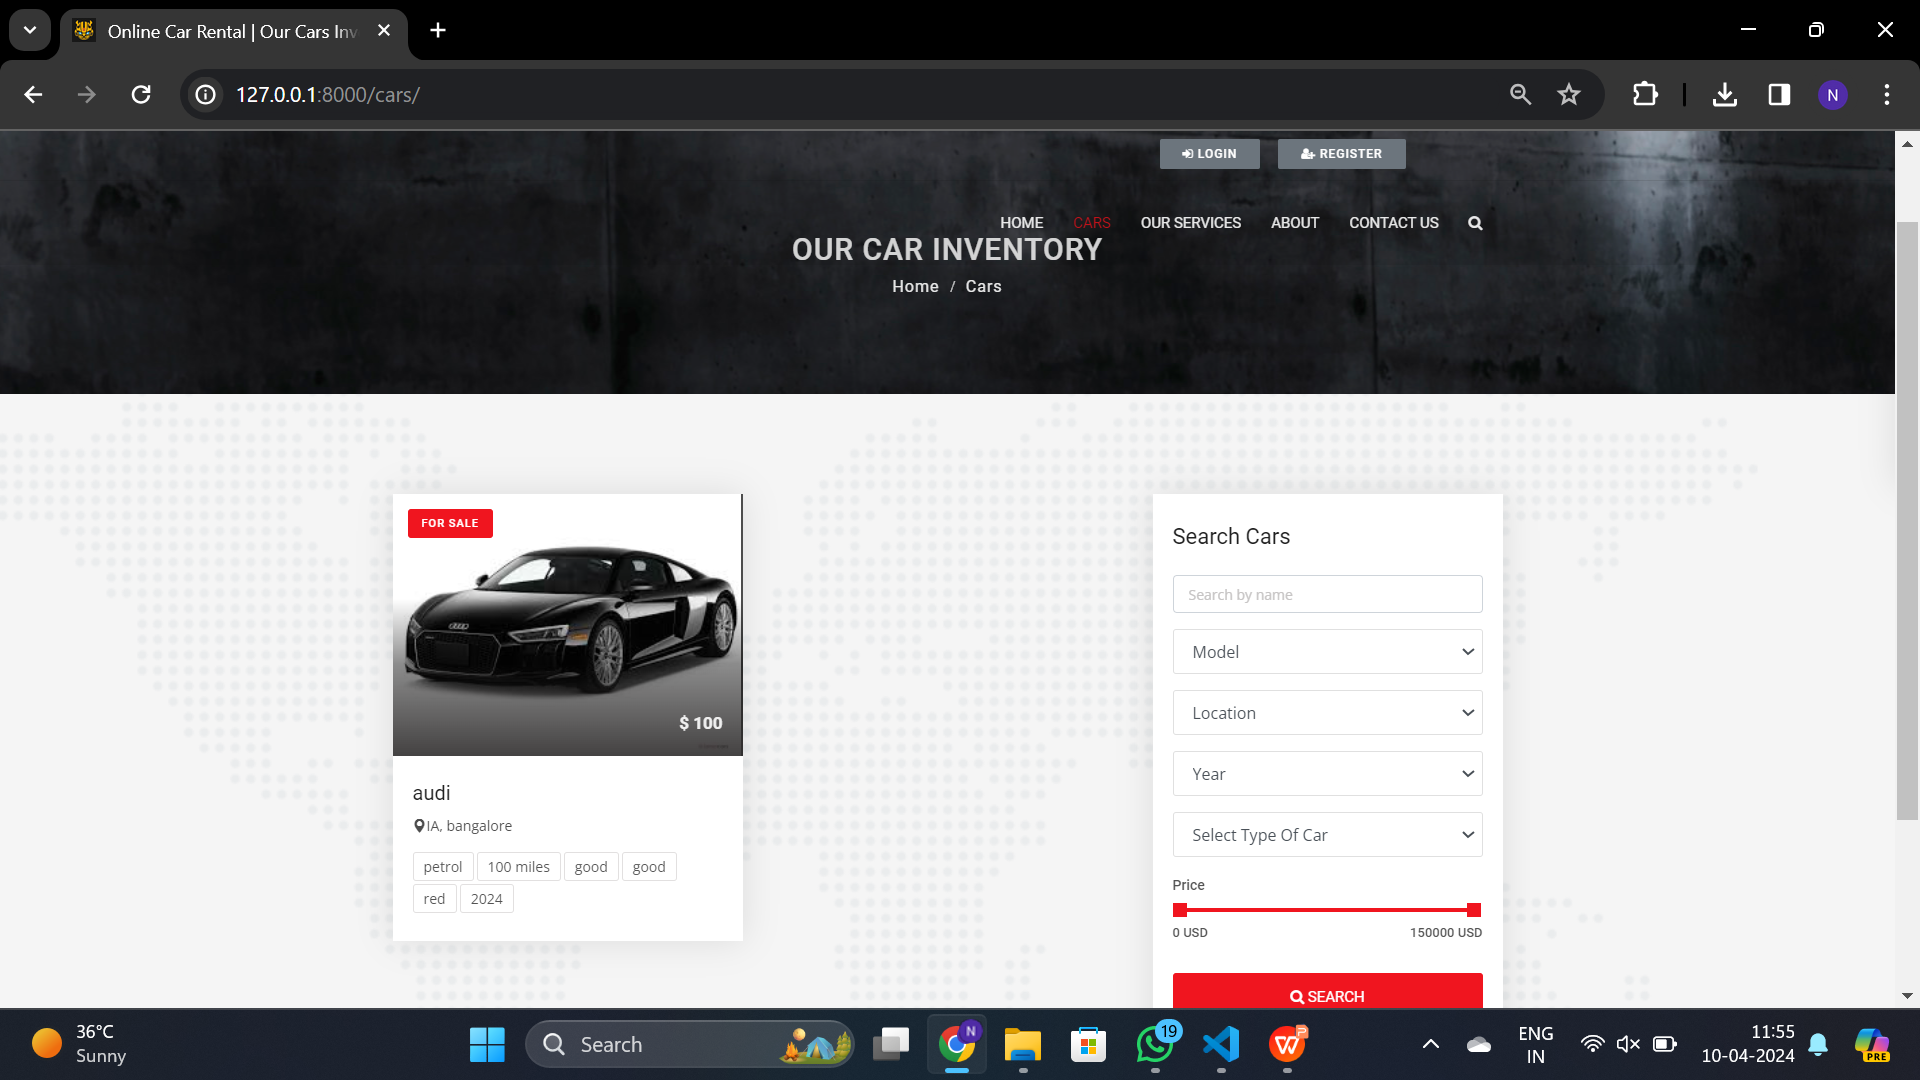 Online Car Rental | Our Cars Inv
127.0.0.1:8000/cars/
N
LOGIN
REGISTER
HOME
CARS
OUR SERVICES
ABOUT
CONTACT US
OUR CAR INVENTORY
Home / Cars
FOR SALE
$ 100
audi
IA, bangalore
petrol
100 miles
good
good
red
2024
Search Cars
Search by name
Model
Location
Year
Select Type Of Car
Price
0 USD
150000 USD
SEARCH
36°C
Sunny
Search
N
19
W
P
ENG
IN
11:55
10-04-2024
PRE